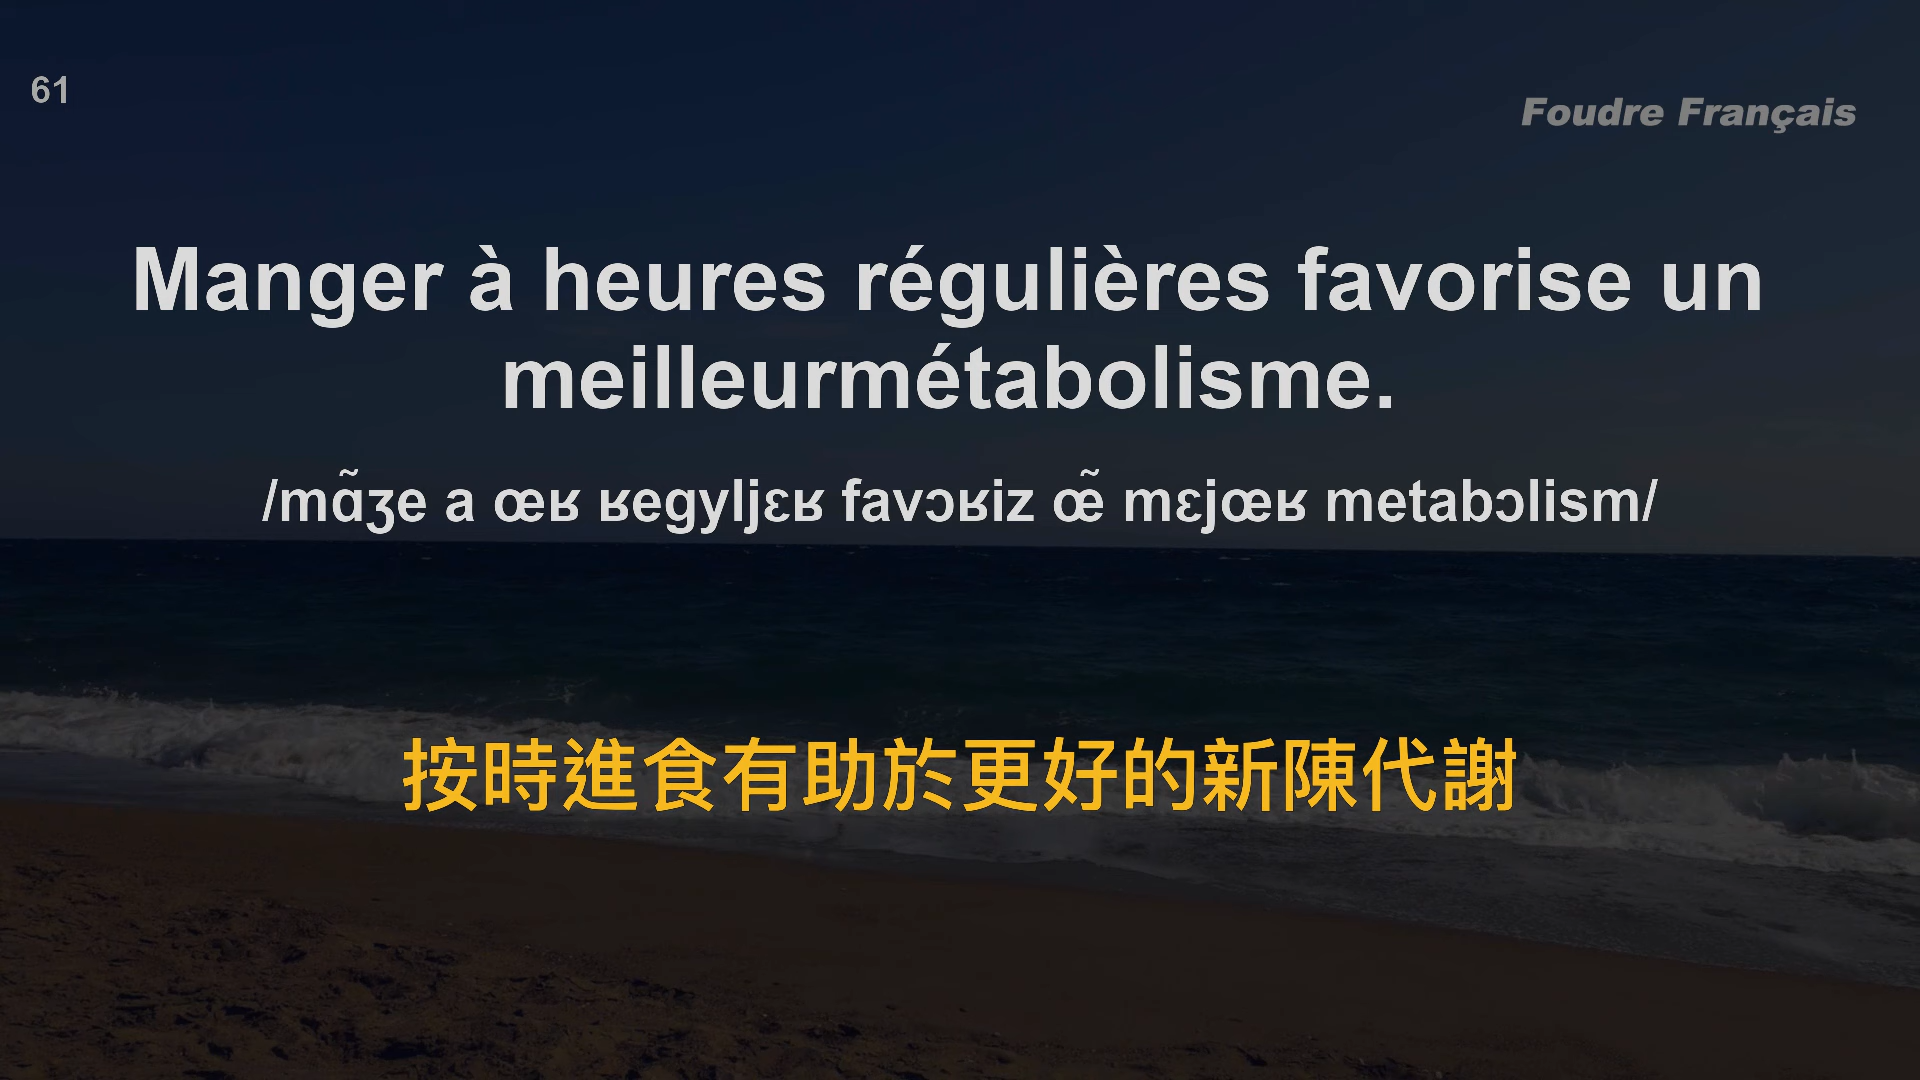 61
Foudre Français
Manger à heures régulières favorise un
meilleurmétabolisme.
/mɑ̃ʒe a œʁ ʁegyljɛʁ favɔʁiz œ̃ mɛjœʁ metabɔlism/
按時進食有助於更好的新陳代謝